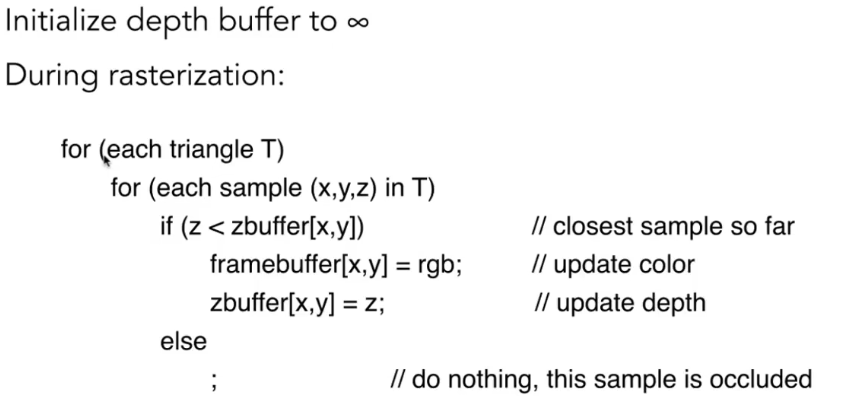 Initialize depth buffer to ∞
During rasterization:
for (each triangle T)
for (each sample (x,y,z) in T)
if (z < zbuffer[x,y]) // closest sample so far
framebuffer[x,y] = rgb; // update color
zbuffer[x,y] = z; // update depth
else
; // do nothing, this sample is occluded